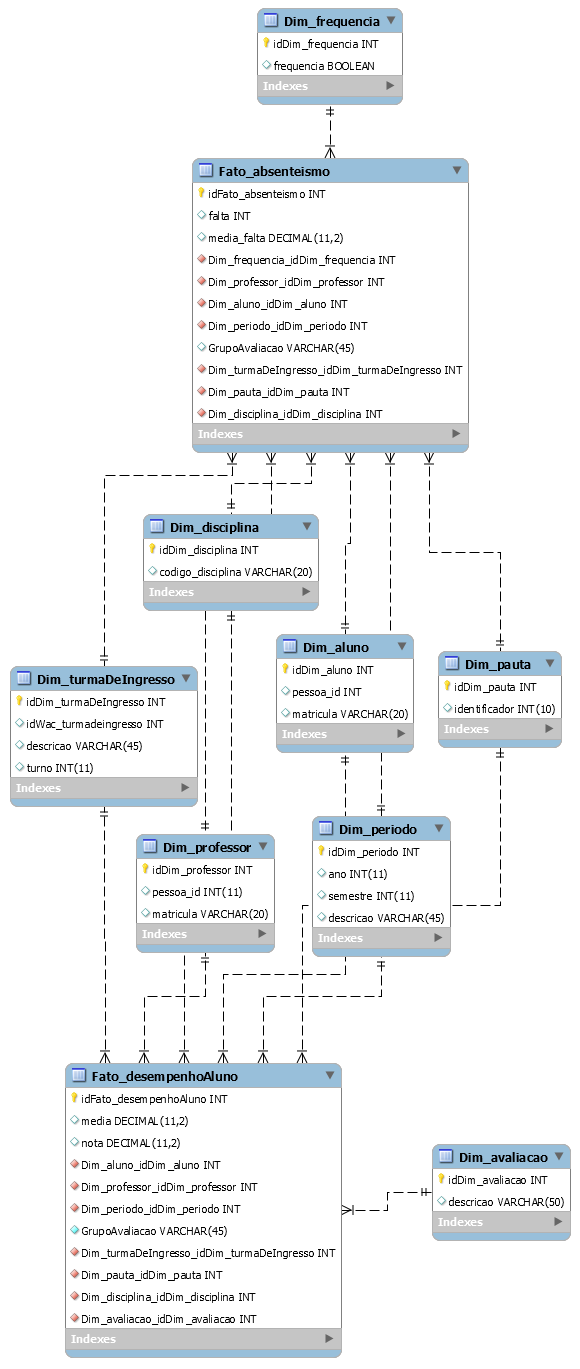 Dim_frequencia
idDim_frequencia INT
frequencia BOOLEAN
Indexes
Fato_absenteismo
idFato_absenteismo INT
falta INT
media_falta DECIMAL(11,2)
Dim_frequencia_idDim_frequencia INT
Dim_professor_idDim_professor INT
Dim_aluno_idDim_aluno INT
Dim_periodo_idDim_periodo INT
GrupoAvaliacao VARCHAR(45)
Dim_turmaDeIngresso_idDim_turmaDeIngresso INT
Dim_pauta_idDim_pauta INT
Dim_disciplina_idDim_disciplina INT
Indexes
Dim_disciplina
idDim_disciplina INT
codigo_disciplina VARCHAR(20)
Indexes
Dim_aluno
idDim_aluno INT
pessoa_id INT
matricula VARCHAR(20)
Indexes
Dim_pauta
idDim_pauta INT
identificador INT(10)
Indexes
Dim_turmaDeIngresso
idDim_turmaDeIngresso INT
idWac_turmadeingresso INT
descricao VARCHAR(45)
turno INT(11)
Indexes
Dim_professor
idDim_professor INT
pessoa_id INT(11)
matricula VARCHAR(20)
Indexes
Dim_periodo
idDim_periodo INT
ano INT(11)
semestre INT(11)
descricao VARCHAR(45)
Indexes
Fato_desempenhoAluno
idFato_desempenhoAluno INT
media DECIMAL(11,2)
nota DECIMAL(11,2)
Dim_aluno_idDim_aluno INT
Dim_professor_idDim_professor INT
Dim_periodo_idDim_periodo INT
GrupoAvaliacao VARCHAR(45)
Dim_turmaDeIngresso_idDim_turmaDeIngresso INT
Dim_pauta_idDim_pauta INT
Dim_disciplina_idDim_disciplina INT
Dim_avaliacao_idDim_avaliacao INT
Indexes
Dim_avaliacao
idDim_avaliacao INT
descricao VARCHAR(50)
Indexes